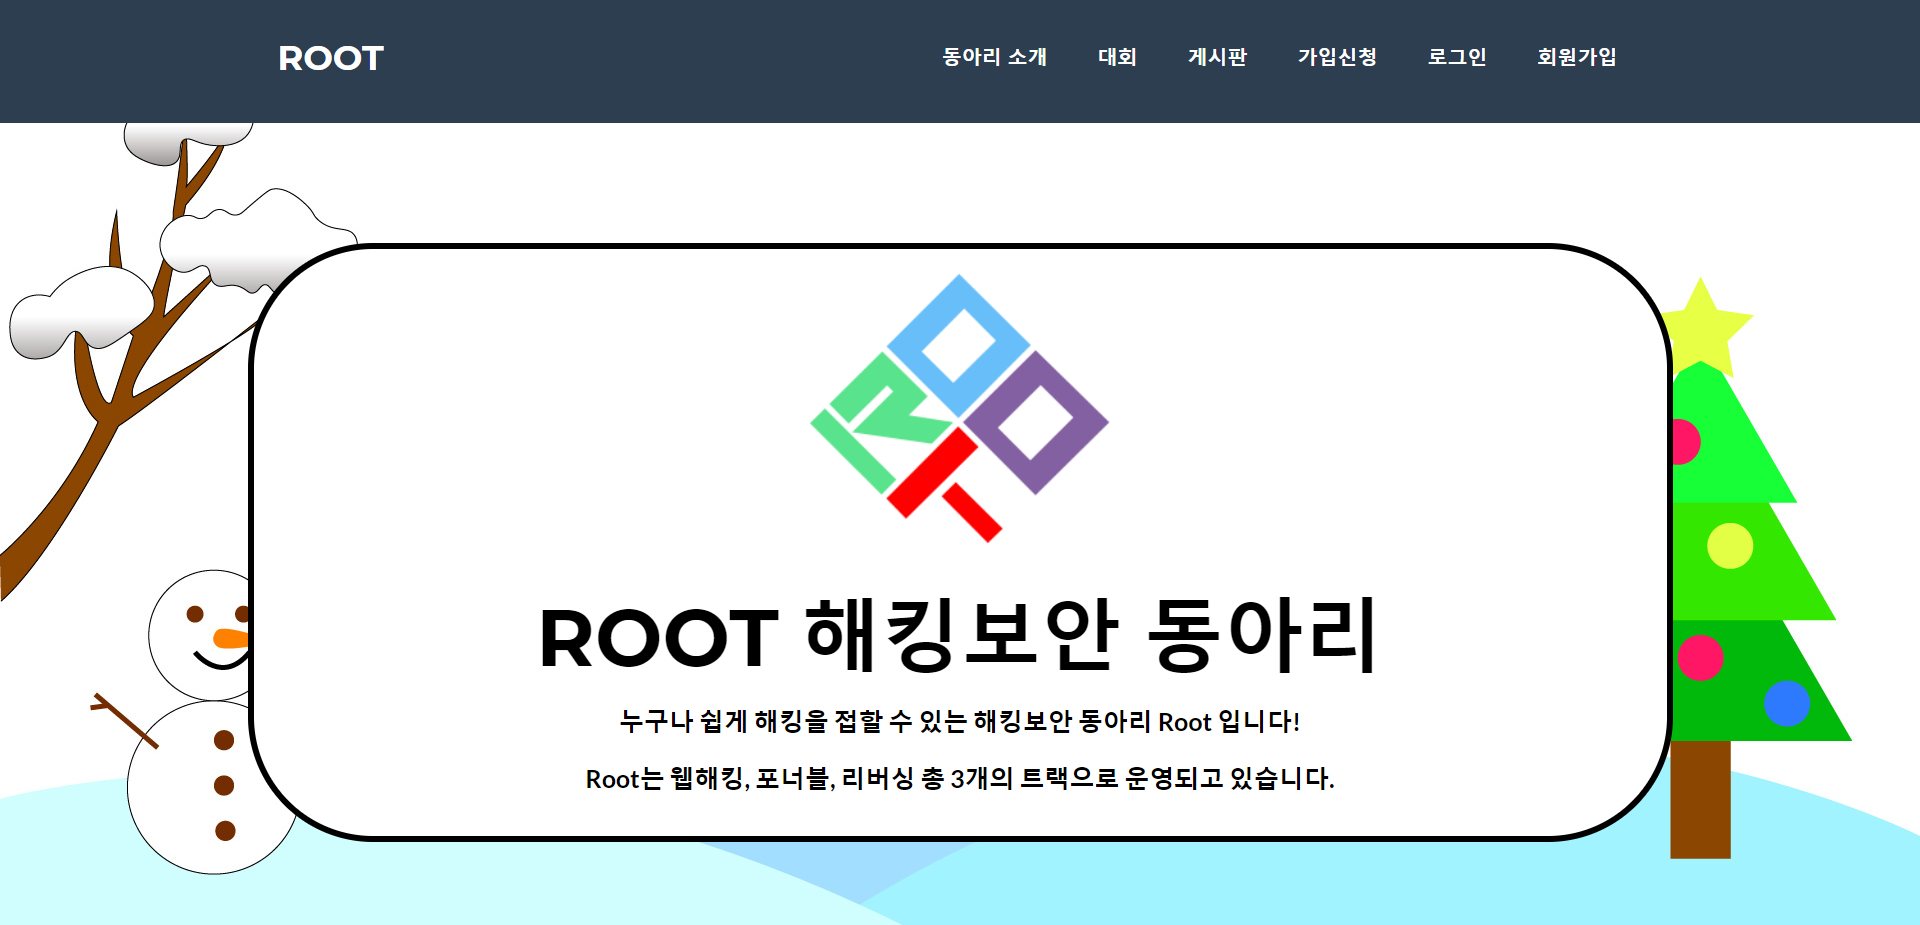 ROOT
동아리 소개 대회 게시판 가입신청 로그인 회원가입
ROOT
ROOT 해킹보안 동아리
누구나 쉽게 해킹을 접할 수 있는 해킹보안 동아리 Root 입니다!
Root는 웹해킹, 포너블, 리버싱 총 3개의 트랙으로 운영되고 있습니다.